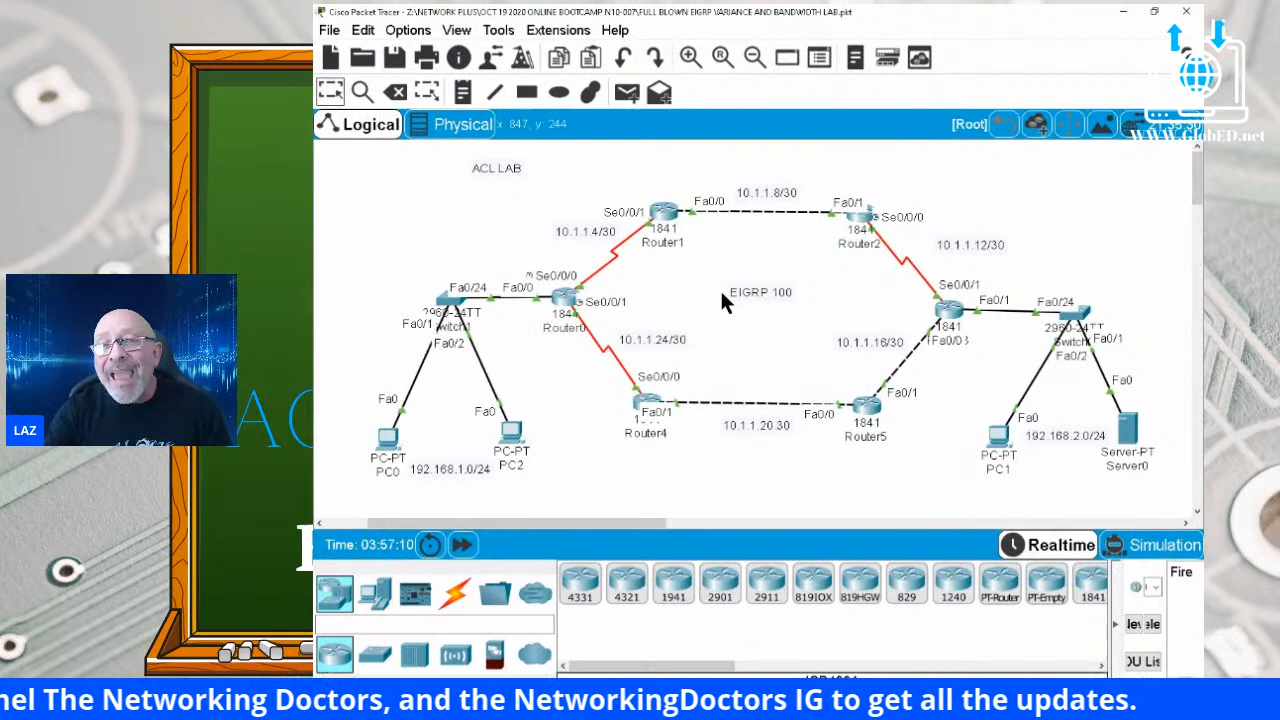 Cisco Packet Tracer - Z:\NETWORK PLUS\OCT 19 2020 ONLINE BOOTCAMP N10-007\FULL BLOWN EIGRP VARIANCE AND BANDWIDTH LAB.pkt
File Edit Options View Tools Extensions Help
Logical Physical x 847, y: 244 [Root]
WWW.GlobED.net
ACL LAB
10.1.1.8/30
Se0/0/1 Fa0/0 Fa0/1 Se0/0/0
1841 Router1
Router2
10.1.1.4/30
10.1.1.12/30
Se0/0/0
Fa0/24 Fa0/0
Se0/0/1
EIGRP 100
Se0/0/1
Fa0/1 Fa0/24
1841
Fa0/1
Fa0/2
10.1.1.24/30
10.1.1.16/30
Fa0/1
Fa0/2
Se0/0/0
Fa0/1
Fa0/0
Fa0/1
Router4
10.1.1.20 30
1841
Router5
Fa0 Fa0
PC-PT
PC0
PC-PT
PC2
192.168.1.0/24
Fa0 Fa0
PC-PT
PC1
192.168.2.0/24
Server-PT
Server0
LAZ
Time: 03:57:10 Realtime Simulation
4331 4321 1941 2901 2911 819IOX 819HGW 829 1240 PT-Router PT-Empty 1841
Fire
nel The Networking Doctors, and the NetworkingDoctors IG to get all the updates.